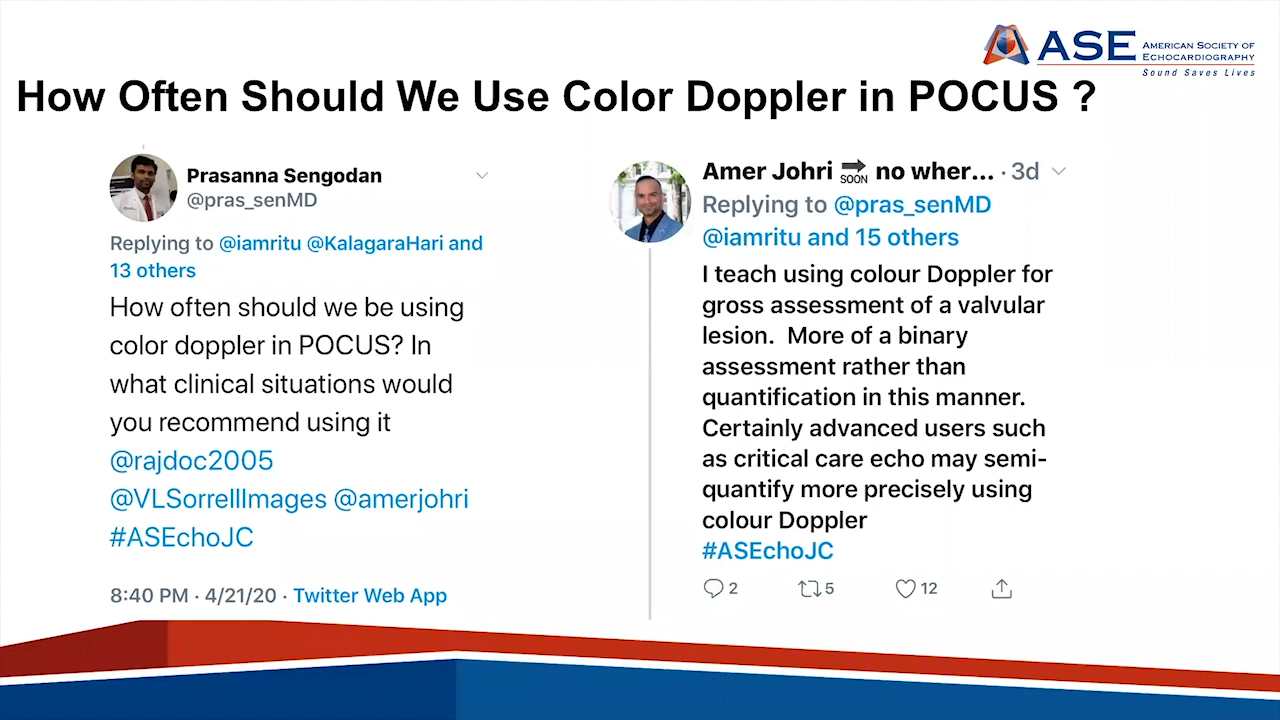 ASE
AMERICAN SOCIETY OF
ECHOCARDIOGRAPHY
Sound Saves Lives
How Often Should We Use Color Doppler in POCUS ?
Prasanna Sengodan
@pras_senMD
Replying to @iamritu @KalagaraHari and
13 others
How often should we be using
color doppler in POCUS? In
what clinical situations would
you recommend using it
@rajdoc2005
@VLSorrellImages @amerjohri
#ASEchoJC
8:40 PM · 4/21/20 · Twitter Web App
Amer Johri 🔜 no wher... · 3d
Replying to @pras_senMD
@iamritu and 15 others
I teach using colour Doppler for
gross assessment of a valvular
lesion.  More of a binary
assessment rather than
quantification in this manner.
Certainly advanced users such
as critical care echo may semi-
quantify more precisely using
colour Doppler
#ASEchoJC
2 5 12